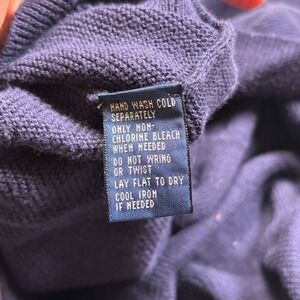 HAND WASH COLD
SEPARATELY
ONLY NON-
CHLORINE BLEACH
WHEN NEEDED
DO NOT WRING
OR TWIST
LAY FLAT TO DRY
COOL IRON
IF NEEDED